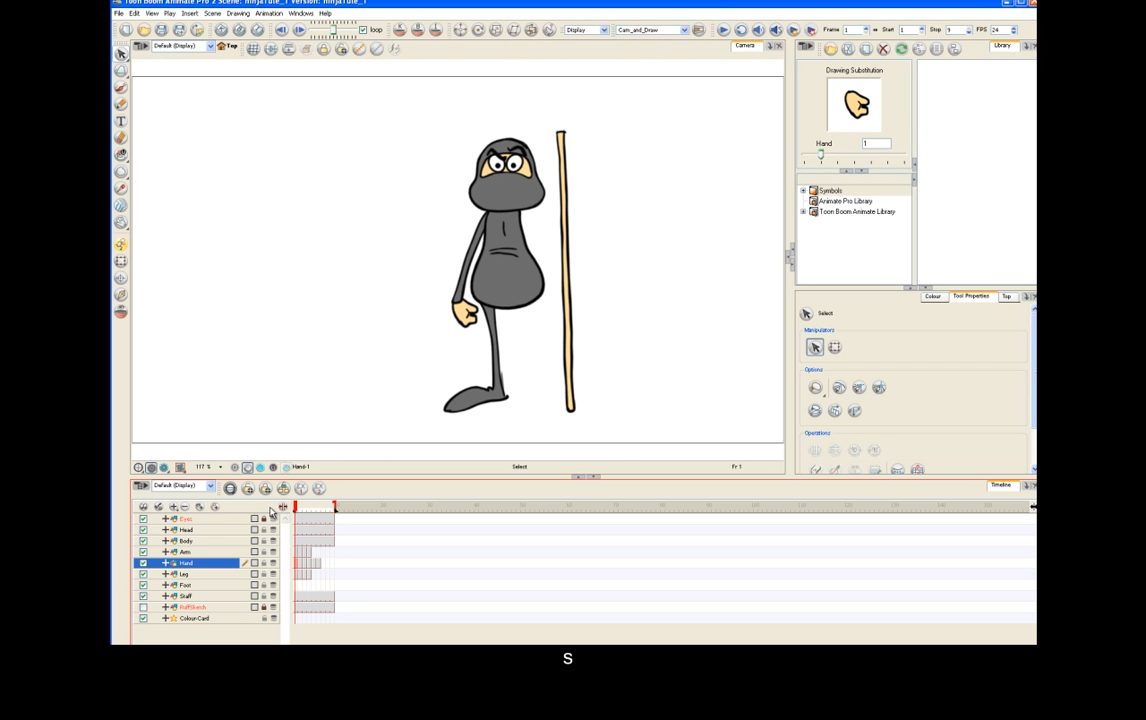 Toon Boom Animate Pro 2 Scene: NinjaTute_1 Version: NinjaTute_1
File Edit View Play Insert Scene Drawing Animation Windows Help
loop Display Cam_and_Draw Frame 1 Start 1 Stop 9 FPS 24
Default (Display) Top Camera Library
Drawing Substitution
Hand 1
Symbols
Animate Pro Library
Toon Boom Animate Library
Colour Tool Properties Top
Select
Manipulators
Options
Operations
117 % Hand-1 Select Fr 1
Default (Display) Timeline
Eyes
Head
Body
Arm
Hand
Leg
Foot
Staff
RuffSketch
Colour-Card
S